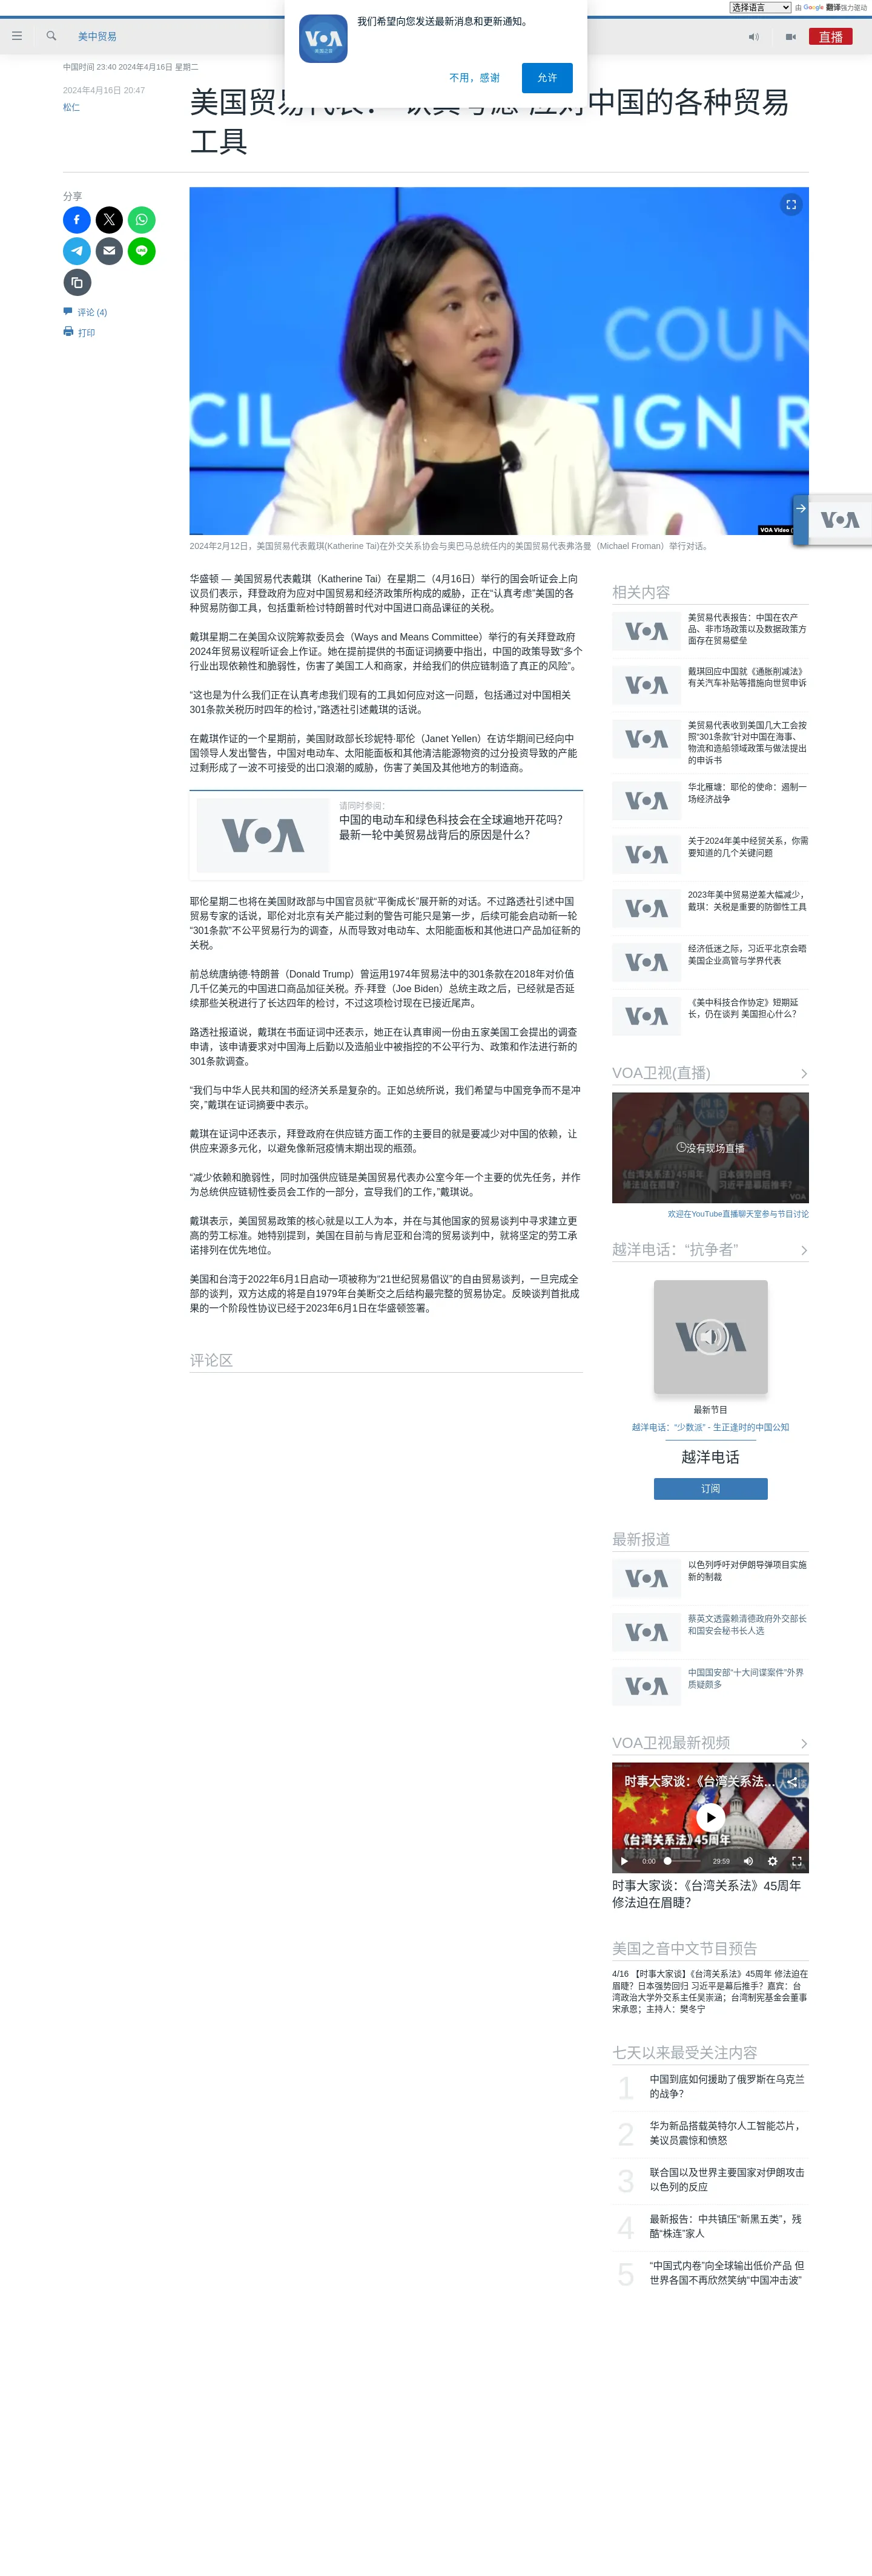 选择语言
由 Google 翻译强力驱动
我们希望向您发送最新消息和更新通知。
不用，感谢
允许
美中贸易
直播
中国时间 23:40 2024年4月16日 星期二
2024年4月16日 20:47
松仁
美国贸易代表：“认真考虑”应对中国的各种贸易
工具
分享
评论 (4)
打印
COUN
CIL
EIGN R
VOA Video
2024年2月12日，美国贸易代表戴琪(Katherine Tai)在外交关系协会与奥巴马总统任内的美国贸易代表弗洛曼（Michael Froman）举行对话。
VOA
华盛顿 — 美国贸易代表戴琪（Katherine Tai）在星期二（4月16日）举行的国会听证会上向
议员们表示，拜登政府为应对中国贸易和经济政策所构成的威胁，正在“认真考虑”美国的各
种贸易防御工具，包括重新检讨特朗普时代对中国进口商品课征的关税。
戴琪星期二在美国众议院筹款委员会（Ways and Means Committee）举行的有关拜登政府
2024年贸易议程听证会上作证。她在提前提供的书面证词摘要中指出，中国的政策导致“多个
行业出现依赖性和脆弱性，伤害了美国工人和商家，并给我们的供应链制造了真正的风险”。
“这也是为什么我们正在认真考虑我们现有的工具如何应对这一问题，包括通过对中国相关
301条款关税历时四年的检讨，”路透社引述戴琪的话说。
在戴琪作证的一个星期前，美国财政部长珍妮特·耶伦（Janet Yellen）在访华期间已经向中
国领导人发出警告，中国对电动车、太阳能面板和其他清洁能源物资的过分投资导致的产能
过剩形成了一波不可接受的出口浪潮的威胁，伤害了美国及其他地方的制造商。
VOA
请同时参阅：
中国的电动车和绿色科技会在全球遍地开花吗？
最新一轮中美贸易战背后的原因是什么？
耶伦星期二也将在美国财政部与中国官员就“平衡成长”展开新的对话。不过路透社引述中国
贸易专家的话说，耶伦对北京有关产能过剩的警告可能只是第一步，后续可能会启动新一轮
“301条款”不公平贸易行为的调查，从而导致对电动车、太阳能面板和其他进口产品加征新的
关税。
前总统唐纳德·特朗普（Donald Trump）曾运用1974年贸易法中的301条款在2018年对价值
几千亿美元的中国进口商品加征关税。乔·拜登（Joe Biden）总统主政之后，已经就是否延
续那些关税进行了长达四年的检讨，不过这项检讨现在已接近尾声。
路透社报道说，戴琪在书面证词中还表示，她正在认真审阅一份由五家美国工会提出的调查
申请，该申请要求对中国海上后勤以及造船业中被指控的不公平行为、政策和作法进行新的
301条款调查。
“我们与中华人民共和国的经济关系是复杂的。正如总统所说，我们希望与中国竞争而不是冲
突，”戴琪在证词摘要中表示。
戴琪在证词中还表示，拜登政府在供应链方面工作的主要目的就是要减少对中国的依赖，让
供应来源多元化，以避免像新冠疫情末期出现的瓶颈。
“减少依赖和脆弱性，同时加强供应链是美国贸易代表办公室今年一个主要的优先任务，并作
为总统供应链韧性委员会工作的一部分，宣导我们的工作，”戴琪说。
戴琪表示，美国贸易政策的核心就是以工人为本，并在与其他国家的贸易谈判中寻求建立更
高的劳工标准。她特别提到，美国在目前与肯尼亚和台湾的贸易谈判中，就将坚定的劳工承
诺排列在优先地位。
美国和台湾于2022年6月1日启动一项被称为“21世纪贸易倡议”的自由贸易谈判，一旦完成全
部的谈判，双方达成的将是自1979年台美断交之后结构最完整的贸易协定。反映谈判首批成
果的一个阶段性协议已经于2023年6月1日在华盛顿签署。
评论区
相关内容
美贸易代表报告：中国在农产
品、非市场政策以及数据政策方
面存在贸易壁垒
戴琪回应中国就《通胀削减法》
有关汽车补贴等措施向世贸申诉
美贸易代表收到美国几大工会按
照“301条款”针对中国在海事、
物流和造船领域政策与做法提出
的申诉书
华北雁塘：耶伦的使命：遏制一
场经济战争
关于2024年美中经贸关系，你需
要知道的几个关键问题
2023年美中贸易逆差大幅减少，
戴琪：关税是重要的防御性工具
经济低迷之际，习近平北京会晤
美国企业高管与学界代表
《美中科技合作协定》短期延
长，仍在谈判 美国担心什么？
VOA卫视(直播)
没有现场直播
欢迎在YouTube直播聊天室参与节目讨论
越洋电话：“抗争者”
最新节目
越洋电话：“少数派” - 生正逢时的中国公知
越洋电话
订阅
最新报道
以色列呼吁对伊朗导弹项目实施
新的制裁
蔡英文透露赖清德政府外交部长
和国安会秘书长人选
中国国安部“十大间谍案件”外界
质疑颇多
VOA卫视最新视频
时事大家谈：《台湾关系法...
《台湾关系法》45周年
修法迫在眉睫？
0:00
29:59
时事大家谈：《台湾关系法》45周年
修法迫在眉睫？
美国之音中文节目预告
4/16 【时事大家谈】《台湾关系法》45周年 修法迫在
眉睫？日本强势回归 习近平是幕后推手？嘉宾：台
湾政治大学外交系主任吴崇涵；台湾制宪基金会董事
宋承恩；主持人：樊冬宁
七天以来最受关注内容
1 中国到底如何援助了俄罗斯在乌克兰
的战争？
2 华为新品搭载英特尔人工智能芯片，
美议员震惊和愤怒
3 联合国以及世界主要国家对伊朗攻击
以色列的反应
4 最新报告：中共镇压“新黑五类”，残
酷“株连”家人
5 “中国式内卷”向全球输出低价产品 但
世界各国不再欣然笑纳“中国冲击波”